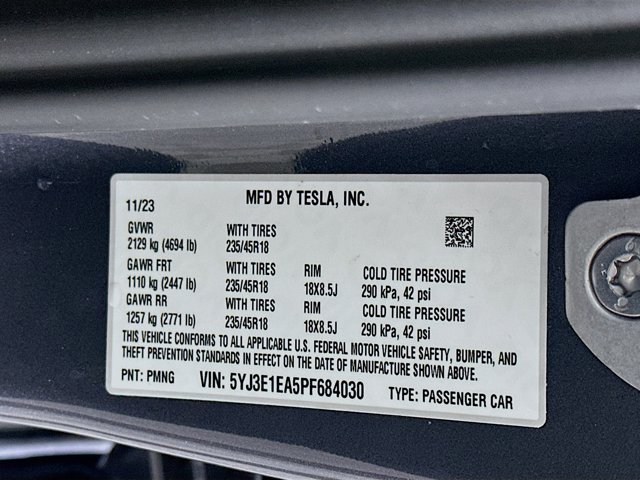 MFD BY TESLA, INC.
11/23
GVWR WITH TIRES
2129 kg (4694 lb) 235/45R18
GAWR FRT WITH TIRES RIM COLD TIRE PRESSURE
1110 kg (2447 lb) 235/45R18 18X8.5J 290 kPa, 42 psi
GAWR RR WITH TIRES RIM COLD TIRE PRESSURE
1257 kg (2771 lb) 235/45R18 18X8.5J 290 kPa, 42 psi
THIS VEHICLE CONFORMS TO ALL APPLICABLE U.S. FEDERAL MOTOR VEHICLE SAFETY, BUMPER, AND
THEFT PREVENTION STANDARDS IN EFFECT ON THE DATE OF MANUFACTURE SHOWN ABOVE.
PNT: PMNG VIN: 5YJ3E1EA5PF684030 TYPE: PASSENGER CAR